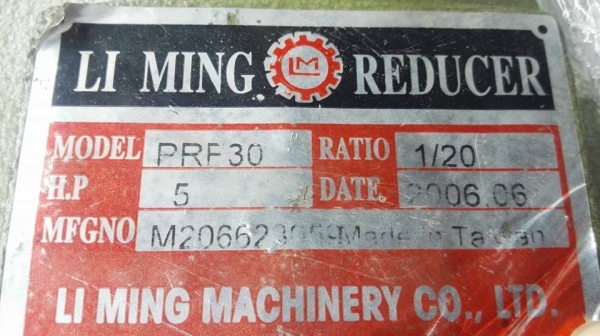 LI MING LM REDUCER
MODEL PRF30 RATIO 1/20
H.P 5 DATE 2006.06
MFGNO Made in Taiwan
LI MING MACHINERY CO., LTD.